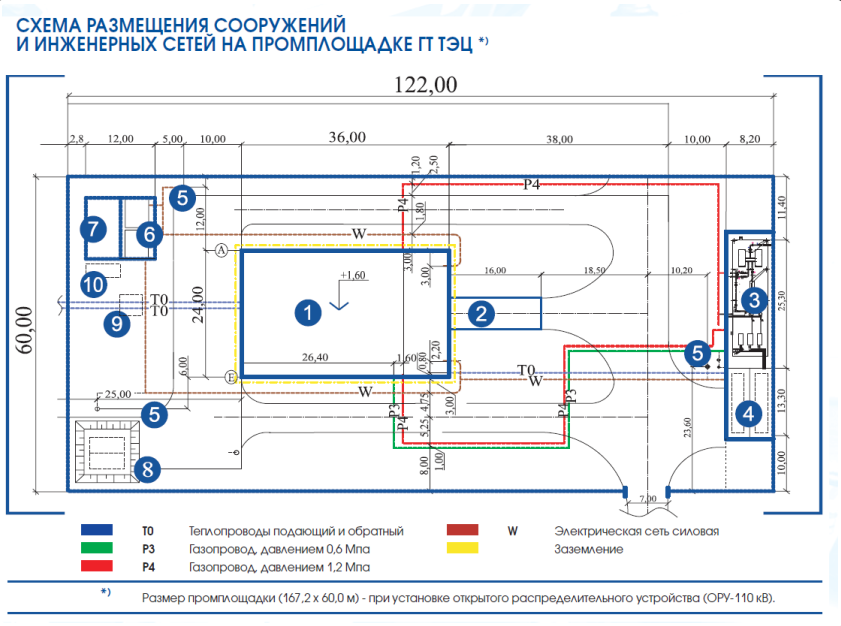 СХЕМА РАЗМЕЩЕНИЯ СООРУЖЕНИЙ
И ИНЖЕНЕРНЫХ СЕТЕЙ НА ПРОМПЛОЩАДКЕ ГТ ТЭЦ *)
122,00
2,8 12,00 5,00 10,00 36,00 38,00 10,00 8,20
1,20 2,50
P4
5
12,00
P4
1,80
11,40
7 6
W
А
3,00
3,00
+1,60
16,00 18,50 10,20
10
3
25,30
Т0
Т0
9
24,00
1
2
60,00
5
26,40 1,60 0,80 2,20
6,00
Е
Т0
W
25,00
W
5
P3
P4
4,75
3,00
P4
P3
4
13,30
5,25
23,60
8
8,00
1,00
10,00
7,00
Т0 Теплопроводы подающий и обратный
Р3 Газопровод, давлением 0,6 Мпа
Р4 Газопровод, давлением 1,2 Мпа
W Электрическая сеть силовая
Заземление
*) Размер промплощадки (167,2 х 60,0 м) - при установке открытого распределительного устройства (ОРУ-110 кВ).